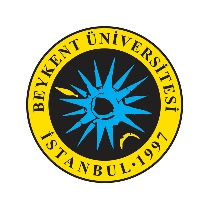 BEYKENT ÜNİVERSİTESİ
İSTANBUL · 1997